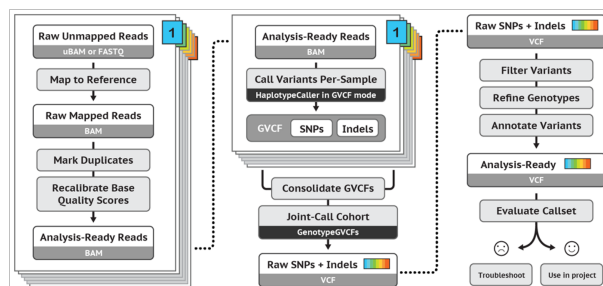 1
Raw Unmapped Reads
uBAM or FASTQ
Map to Reference
Raw Mapped Reads
BAM
Mark Duplicates
Recalibrate Base
Quality Scores
Analysis-Ready Reads
BAM
1
Analysis-Ready Reads
BAM
Call Variants Per-Sample
HaplotypeCaller in GVCF mode
GVCF SNPs Indels
Consolidate GVCFs
Joint-Call Cohort
GenotypeGVCFs
Raw SNPs + Indels
VCF
Raw SNPs + Indels
VCF
Filter Variants
Refine Genotypes
Annotate Variants
Analysis-Ready
VCF
Evaluate Callset
Troubleshoot
Use in project